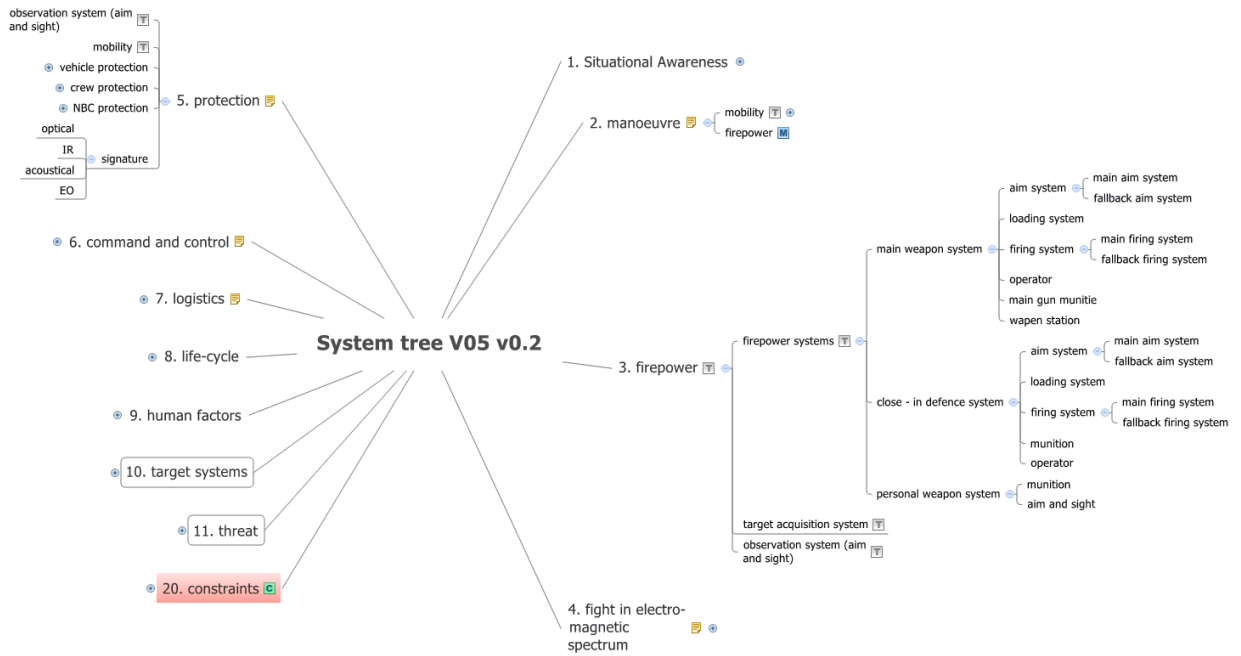 System tree V05 v0.2
1. Situational Awareness
2. manoeuvre
mobility T
firepower M
3. firepower T
firepower systems T
main weapon system
aim system
main aim system
fallback aim system
loading system
firing system
main firing system
fallback firing system
operator
main gun munitie
wapen station
close - in defence system
aim system
main aim system
fallback aim system
loading system
firing system
main firing system
fallback firing system
munition
operator
personal weapon system
munition
aim and sight
target acquisition system T
observation system (aim
and sight) T
4. fight in electro-
magnetic
spectrum
5. protection
observation system (aim
and sight) T
mobility T
vehicle protection
crew protection
NBC protection
signature
optical
IR
acoustical
EO
6. command and control
7. logistics
8. life-cycle
9. human factors
10. target systems
11. threat
20. constraints C